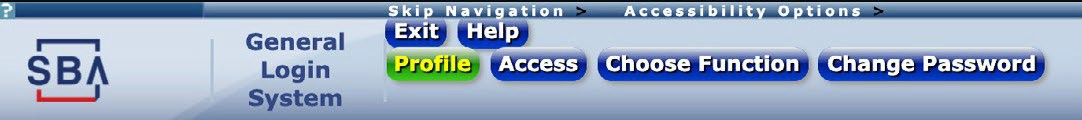 ?
Skip Navigation > Accessibility Options >
Exit Help
SBA
General
Login
System
Profile Access Choose Function Change Password